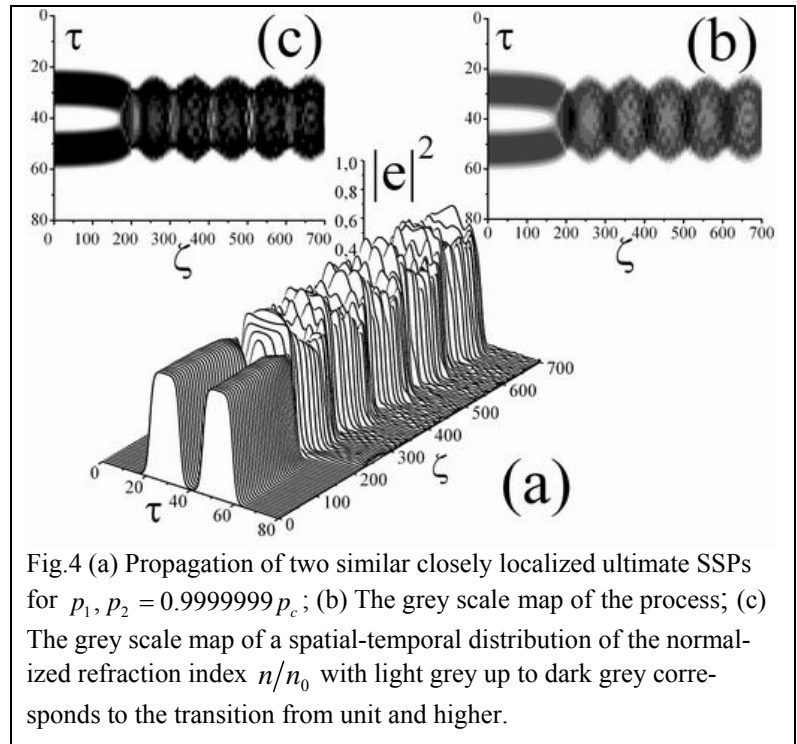 0
τ
(c)
20
40
60
80
0 100 200 300 400 500 600 700
ζ
0
τ
(b)
20
40
60
80
0 100 200 300 400 500 600 700
ζ
1.0
|e|²
0.8
0.6
0.4
0
20
40
60
80
τ
0
100
200
300
400
500
600
700
ζ
(a)
Fig.4 (a) Propagation of two similar closely localized ultimate SSPs
for p₁, p₂ = 0.9999999 p_c; (b) The grey scale map of the process; (c)
The grey scale map of a spatial-temporal distribution of the normal-
ized refraction index n/n₀ with light grey up to dark grey corre-
sponds to the transition from unit and higher.